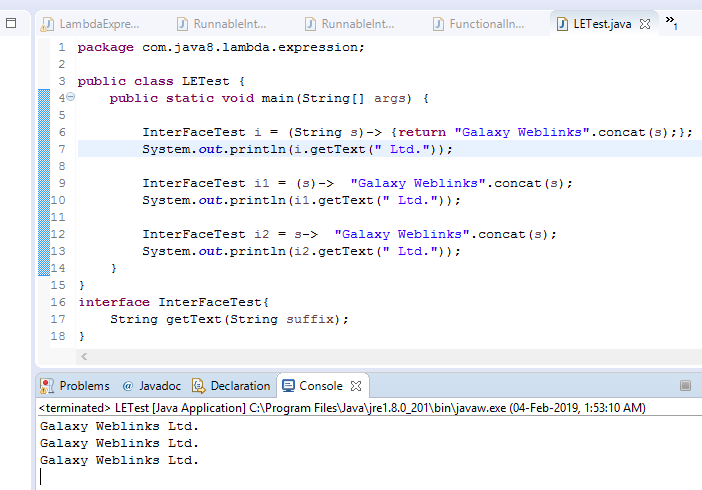 LambdaExpre... RunnableInt... RunnableInt... FunctionalIn... LETest.java »1
1 package com.java8.lambda.expression;
2
3 public class LETest {
4 public static void main(String[] args) {
5
6 InterFaceTest i = (String s)-> {return "Galaxy Weblinks".concat(s);};
7 System.out.println(i.getText(" Ltd."));
8
9 InterFaceTest i1 = (s)->  "Galaxy Weblinks".concat(s);
10 System.out.println(i1.getText(" Ltd."));
11
12 InterFaceTest i2 = s->  "Galaxy Weblinks".concat(s);
13 System.out.println(i2.getText(" Ltd."));
14 }
15 }
16 interface InterFaceTest{
17 String getText(String suffix);
18 }
Problems @ Javadoc Declaration Console
<terminated> LETest [Java Application] C:\Program Files\Java\jre1.8.0_201\bin\javaw.exe (04-Feb-2019, 1:53:10 AM)
Galaxy Weblinks Ltd.
Galaxy Weblinks Ltd.
Galaxy Weblinks Ltd.